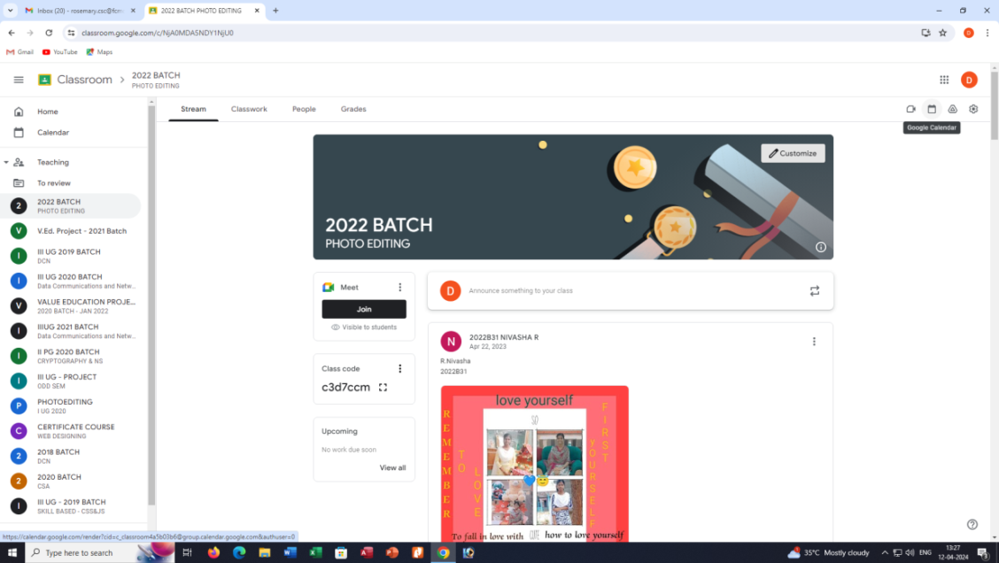 Inbox (20) - rosemary.csc@fcm
2022 BATCH PHOTO EDITING
classroom.google.com/c/NjA0MDA5NDY1NjU0
Gmail
YouTube
Maps
Classroom
2022 BATCH
PHOTO EDITING
D
Stream
Classwork
People
Grades
Google Calendar
Home
Calendar
Teaching
To review
2
2022 BATCH
PHOTO EDITING
V
V.Ed. Project - 2021 Batch
I
III UG 2019 BATCH
DCN
I
III UG 2020 BATCH
Data Communications and Netw...
V
VALUE EDUCATION PROJE...
2020 BATCH - JAN 2022
I
IIIUG 2021 BATCH
Data Communications and Netw...
I
II PG 2020 BATCH
CRYPTOGRAPHY & NS
I
III UG - PROJECT
ODD SEM
P
PHOTOEDITING
I UG 2020
C
CERTIFICATE COURSE
WEB DESIGNING
2
2018 BATCH
DCN
2
2020 BATCH
CSA
I
III UG - 2019 BATCH
SKILL BASED - CSS&JS
Customize
2022 BATCH
PHOTO EDITING
Meet
Join
Visible to students
Class code
c3d7ccm
Upcoming
No work due soon
View all
D
Announce something to your class
N
2022B31 NIVASHA R
Apr 22, 2023
R.Nivasha
2022B31
love yourself
SO
REMEMBER
TO
LOVE
YOURSELF
FIRST
To fall in love with
how to love yourself
https://calendar.google.com/render?cid=c_classroom4a5b03b6@group.calendar.google.com&authuser=0
Type here to search
35°C Mostly cloudy
ENG
13:27
12-04-2024